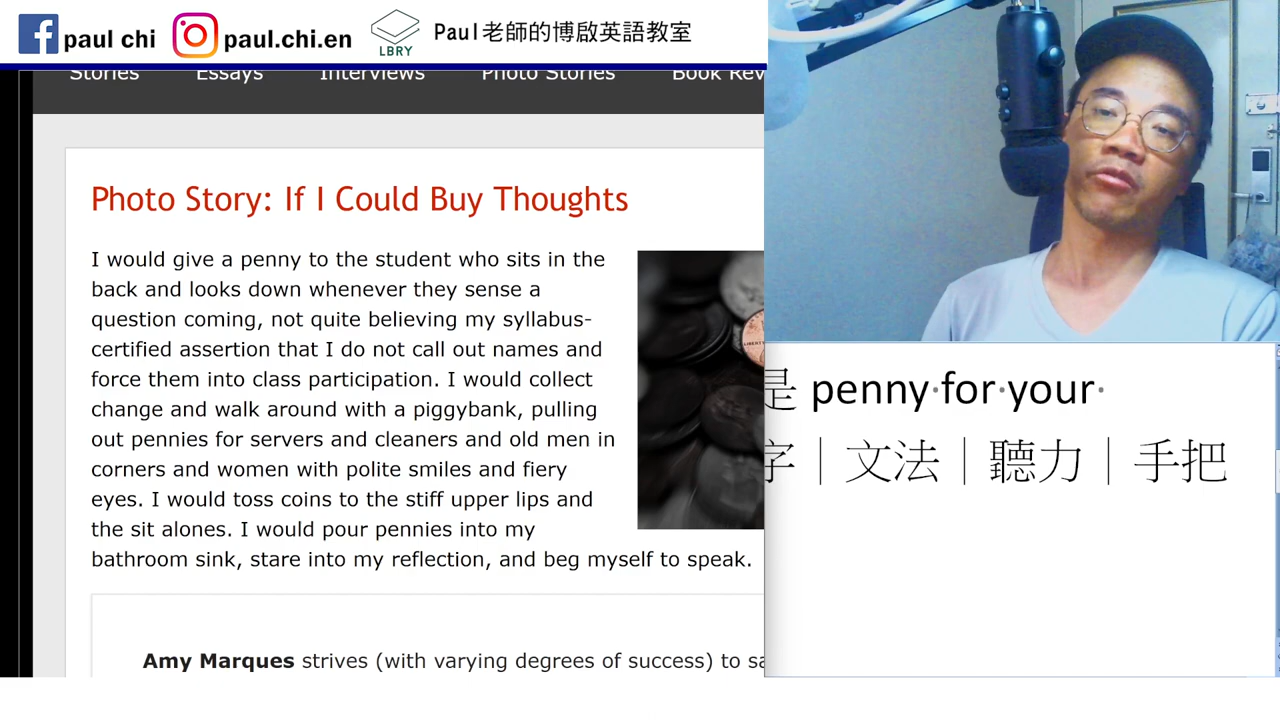 paul chi
paul.chi.en
LBRY
Paul老師的博啟英語教室
Stories Essays Interviews Photo Stories Book Rev
Photo Story: If I Could Buy Thoughts
I would give a penny to the student who sits in the
back and looks down whenever they sense a
question coming, not quite believing my syllabus-
certified assertion that I do not call out names and
force them into class participation. I would collect
change and walk around with a piggybank, pulling
out pennies for servers and cleaners and old men in
corners and women with polite smiles and fiery
eyes. I would toss coins to the stiff upper lips and
the sit alones. I would pour pennies into my
bathroom sink, stare into my reflection, and beg myself to speak.
Amy Marques strives (with varying degrees of success) to sa
是 penny·for·your·
字｜文法｜聽力｜手把